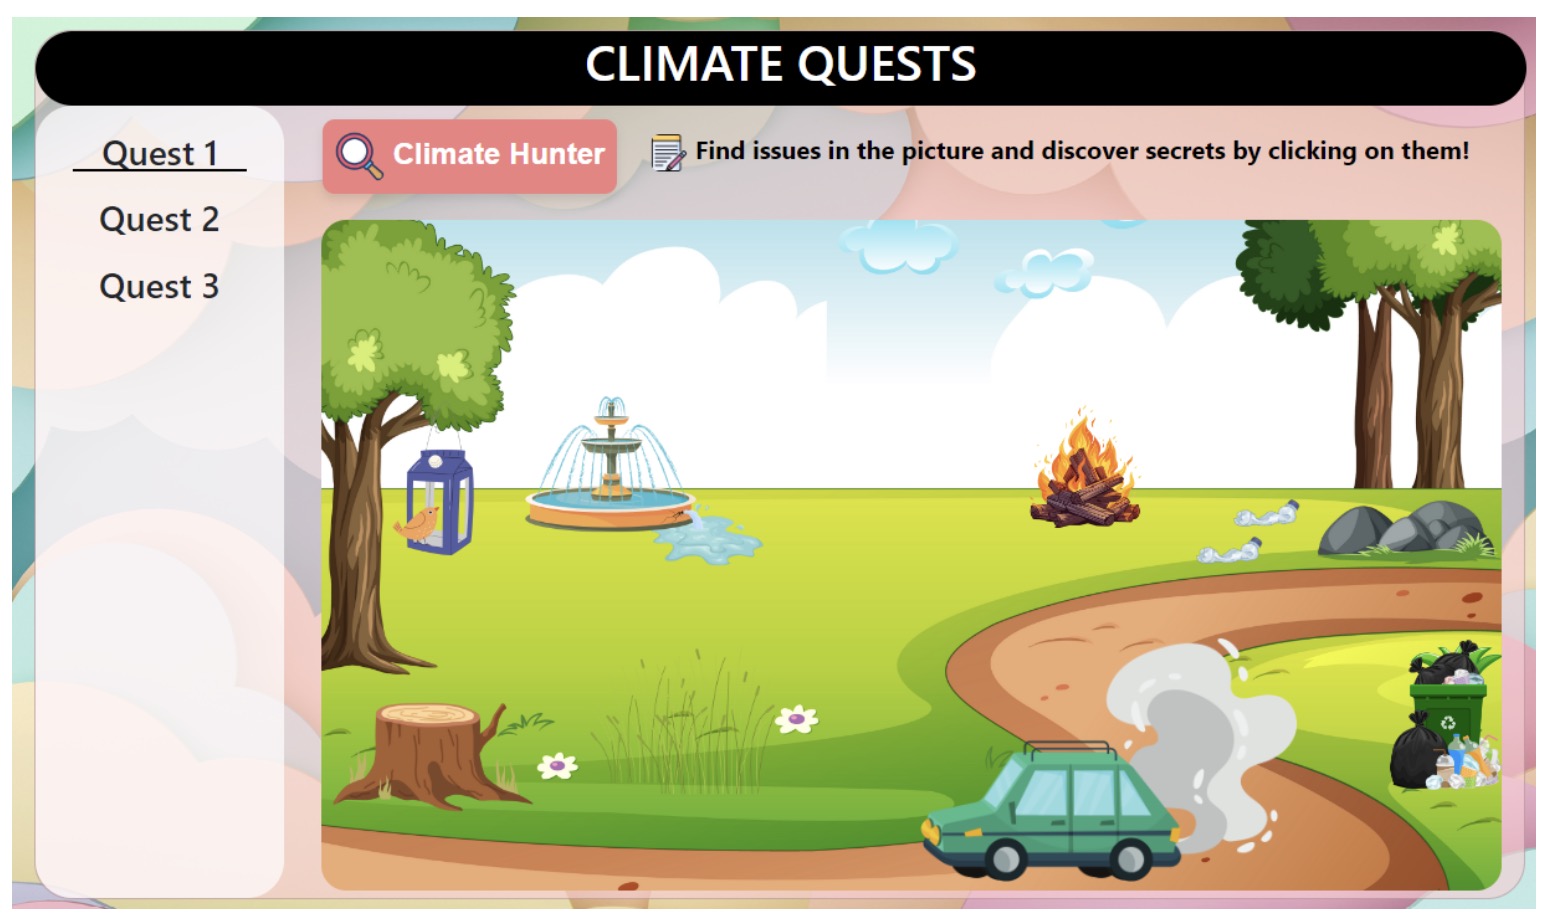 CLIMATE QUESTS
Quest 1
Quest 2
Quest 3
Climate Hunter
Find issues in the picture and discover secrets by clicking on them!